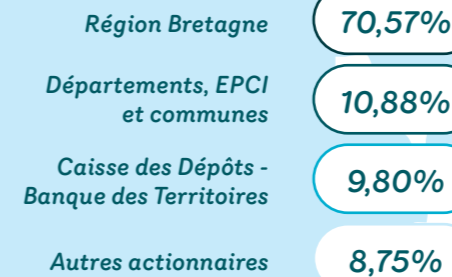 Région Bretagne
70,57%
Départements, EPCI
et communes
10,88%
Caisse des Dépôts -
Banque des Territoires
9,80%
Autres actionnaires
8,75%